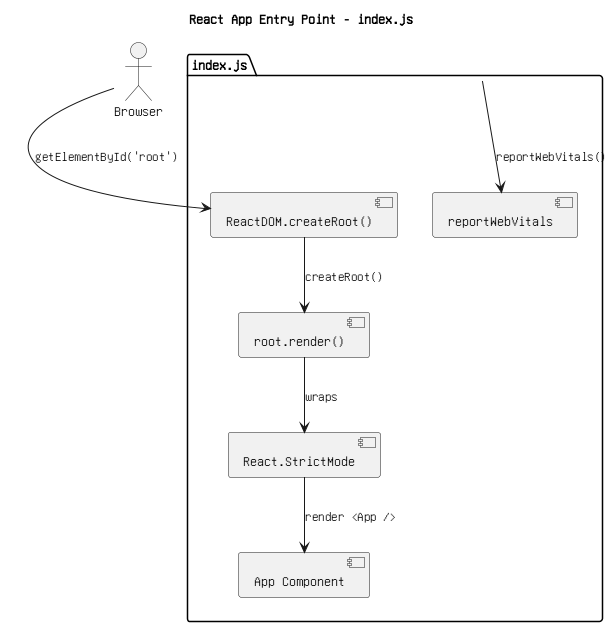 React App Entry Point - index.js
index.js
Browser
getElementById('root')
reportWebVitals()
ReactDOM.createRoot()
reportWebVitals
createRoot()
root.render()
wraps
React.StrictMode
render <App />
App Component